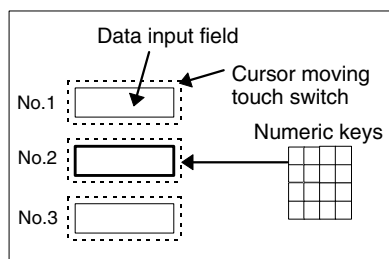 Data input field
Cursor moving
touch switch
No.1
Numeric keys
No.2
No.3